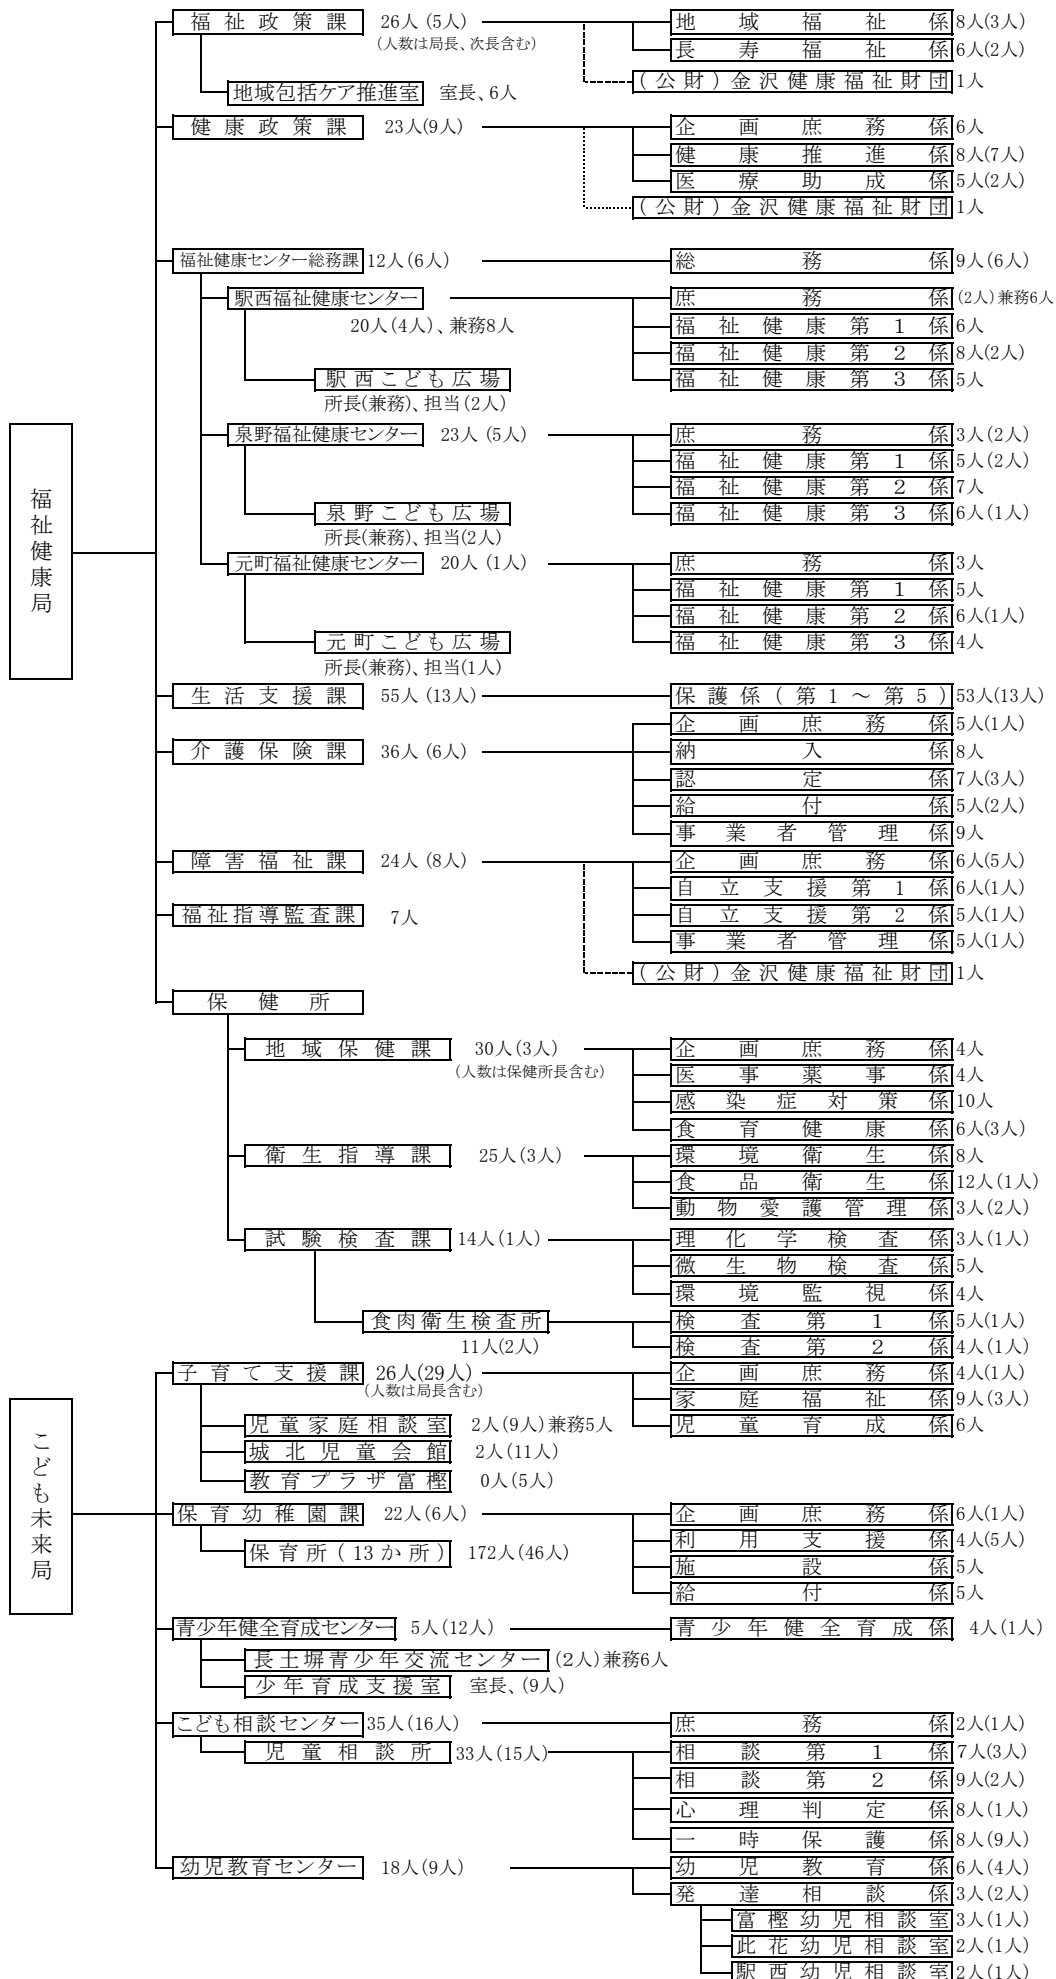 福祉健康局
福祉政策課 26人(5人)
(人数は局長、次長含む)
地域福祉係 8人(3人)
長寿福祉係 6人(2人)
(公財)金沢健康福祉財団 1人
地域包括ケア推進室 室長、6人
健康政策課 23人(9人)
企画庶務係 6人
健康推進係 8人(7人)
医療助成係 5人(2人)
(公財)金沢健康福祉財団 1人
福祉健康センター総務課 12人(6人)
総務係 9人(6人)
駅西福祉健康センター
20人(4人)、兼務8人
庶務係 (2人)兼務6人
福祉健康第1係 6人
福祉健康第2係 8人(2人)
福祉健康第3係 5人
駅西こども広場
所長(兼務)、担当(2人)
泉野福祉健康センター 23人(5人)
庶務係 3人(2人)
福祉健康第1係 5人(2人)
福祉健康第2係 7人
福祉健康第3係 6人(1人)
泉野こども広場
所長(兼務)、担当(2人)
元町福祉健康センター 20人(1人)
庶務係 3人
福祉健康第1係 5人
福祉健康第2係 6人(1人)
福祉健康第3係 4人
元町こども広場
所長(兼務)、担当(1人)
生活支援課 55人(13人)
保護係(第1～第5) 53人(13人)
介護保険課 36人(6人)
企画庶務係 5人(1人)
納入係 8人
認定係 7人(3人)
給付係 5人(2人)
事業者管理係 9人
障害福祉課 24人(8人)
企画庶務係 6人(5人)
自立支援第1係 6人(1人)
自立支援第2係 5人(1人)
事業者管理係 5人(1人)
(公財)金沢健康福祉財団 1人
福祉指導監査課 7人
保健所
地域保健課 30人(3人)
(人数は保健所長含む)
企画庶務係 4人
医事薬事係 4人
感染症対策係 10人
食育健康係 6人(3人)
衛生指導課 25人(3人)
環境衛生係 8人
食品衛生係 12人(1人)
動物愛護管理係 3人(2人)
試験検査課 14人(1人)
理化学検査係 3人(1人)
微生物検査係 5人
環境監視係 4人
食肉衛生検査所
11人(2人)
検査第1係 5人(1人)
検査第2係 4人(1人)
こども未来局
子育て支援課 26人(29人)
(人数は局長含む)
企画庶務係 4人(1人)
家庭福祉係 9人(3人)
児童育成係 6人
児童家庭相談室 2人(9人)兼務5人
城北児童会館 2人(11人)
教育プラザ富樫 0人(5人)
保育幼稚園課 22人(6人)
企画庶務係 6人(1人)
利用支援係 4人(5人)
施設係 5人
給付係 5人
保育所(13か所) 172人(46人)
青少年健全育成センター 5人(12人)
青少年健全育成係 4人(1人)
長土塀青少年交流センター (2人)兼務6人
少年育成支援室 室長、(9人)
こども相談センター 35人(16人)
庶務係 2人(1人)
児童相談所 33人(15人)
相談第1係 7人(3人)
相談第2係 9人(2人)
心理判定係 8人(1人)
一時保護係 8人(9人)
幼児教育センター 18人(9人)
幼児教育係 6人(4人)
発達相談係 3人(2人)
富樫幼児相談室 3人(1人)
此花幼児相談室 2人(1人)
駅西幼児相談室 2人(1人)